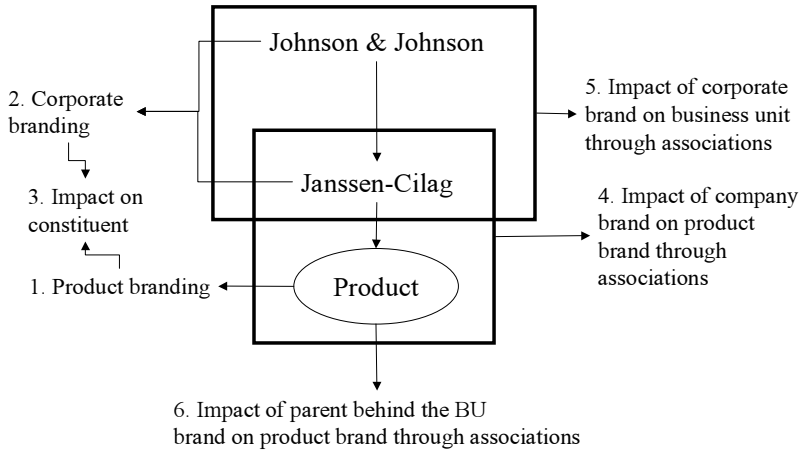 Johnson & Johnson
2. Corporate
branding
5. Impact of corporate
brand on business unit
through associations
3. Impact on
constituent
Janssen-Cilag
4. Impact of company
brand on product
brand through
associations
1. Product branding
Product
6. Impact of parent behind the BU
brand on product brand through associations